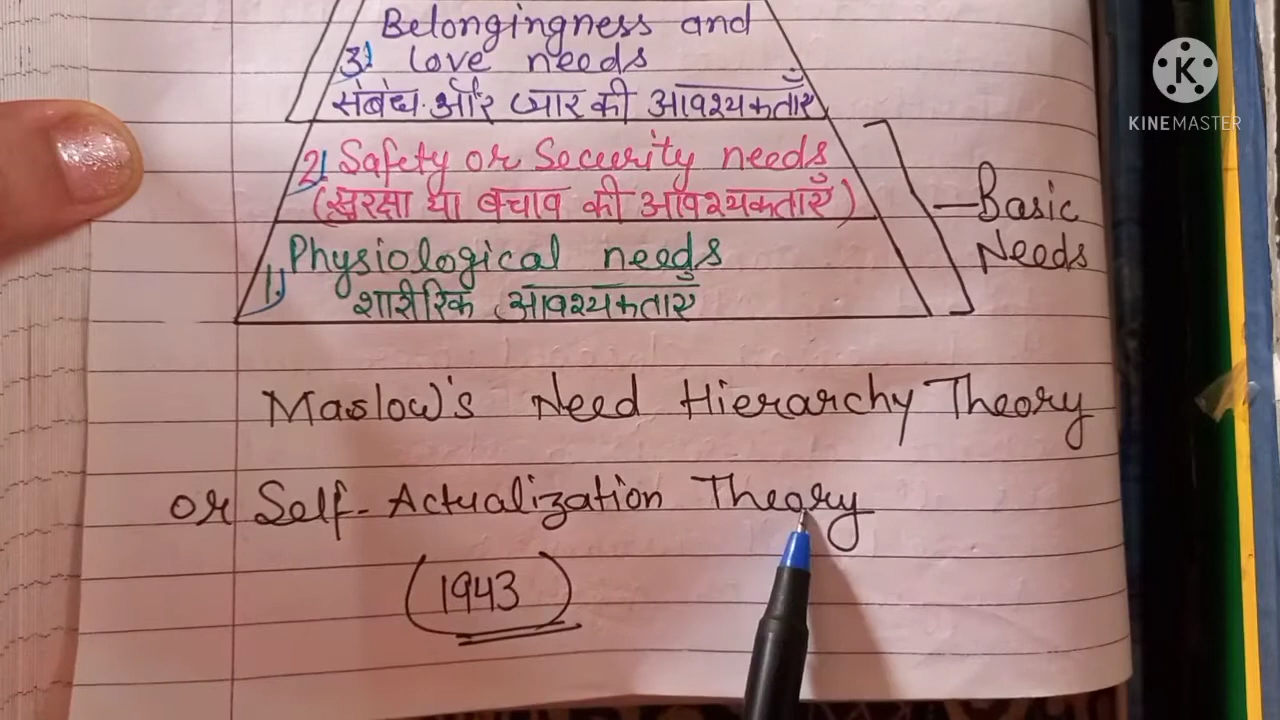 Belongingness and
3) Love needs
संबंध और प्यार की आवश्यकताएँ
2) Safety or Security needs
(सुरक्षा या बचाव की आवश्यकताएँ)
Basic
Needs
1.) Physiological needs
शारीरिक आवश्यकताएँ
Maslow's Need Hierarchy Theory
or Self-Actualization Theory
(1943)
K
KINEMASTER